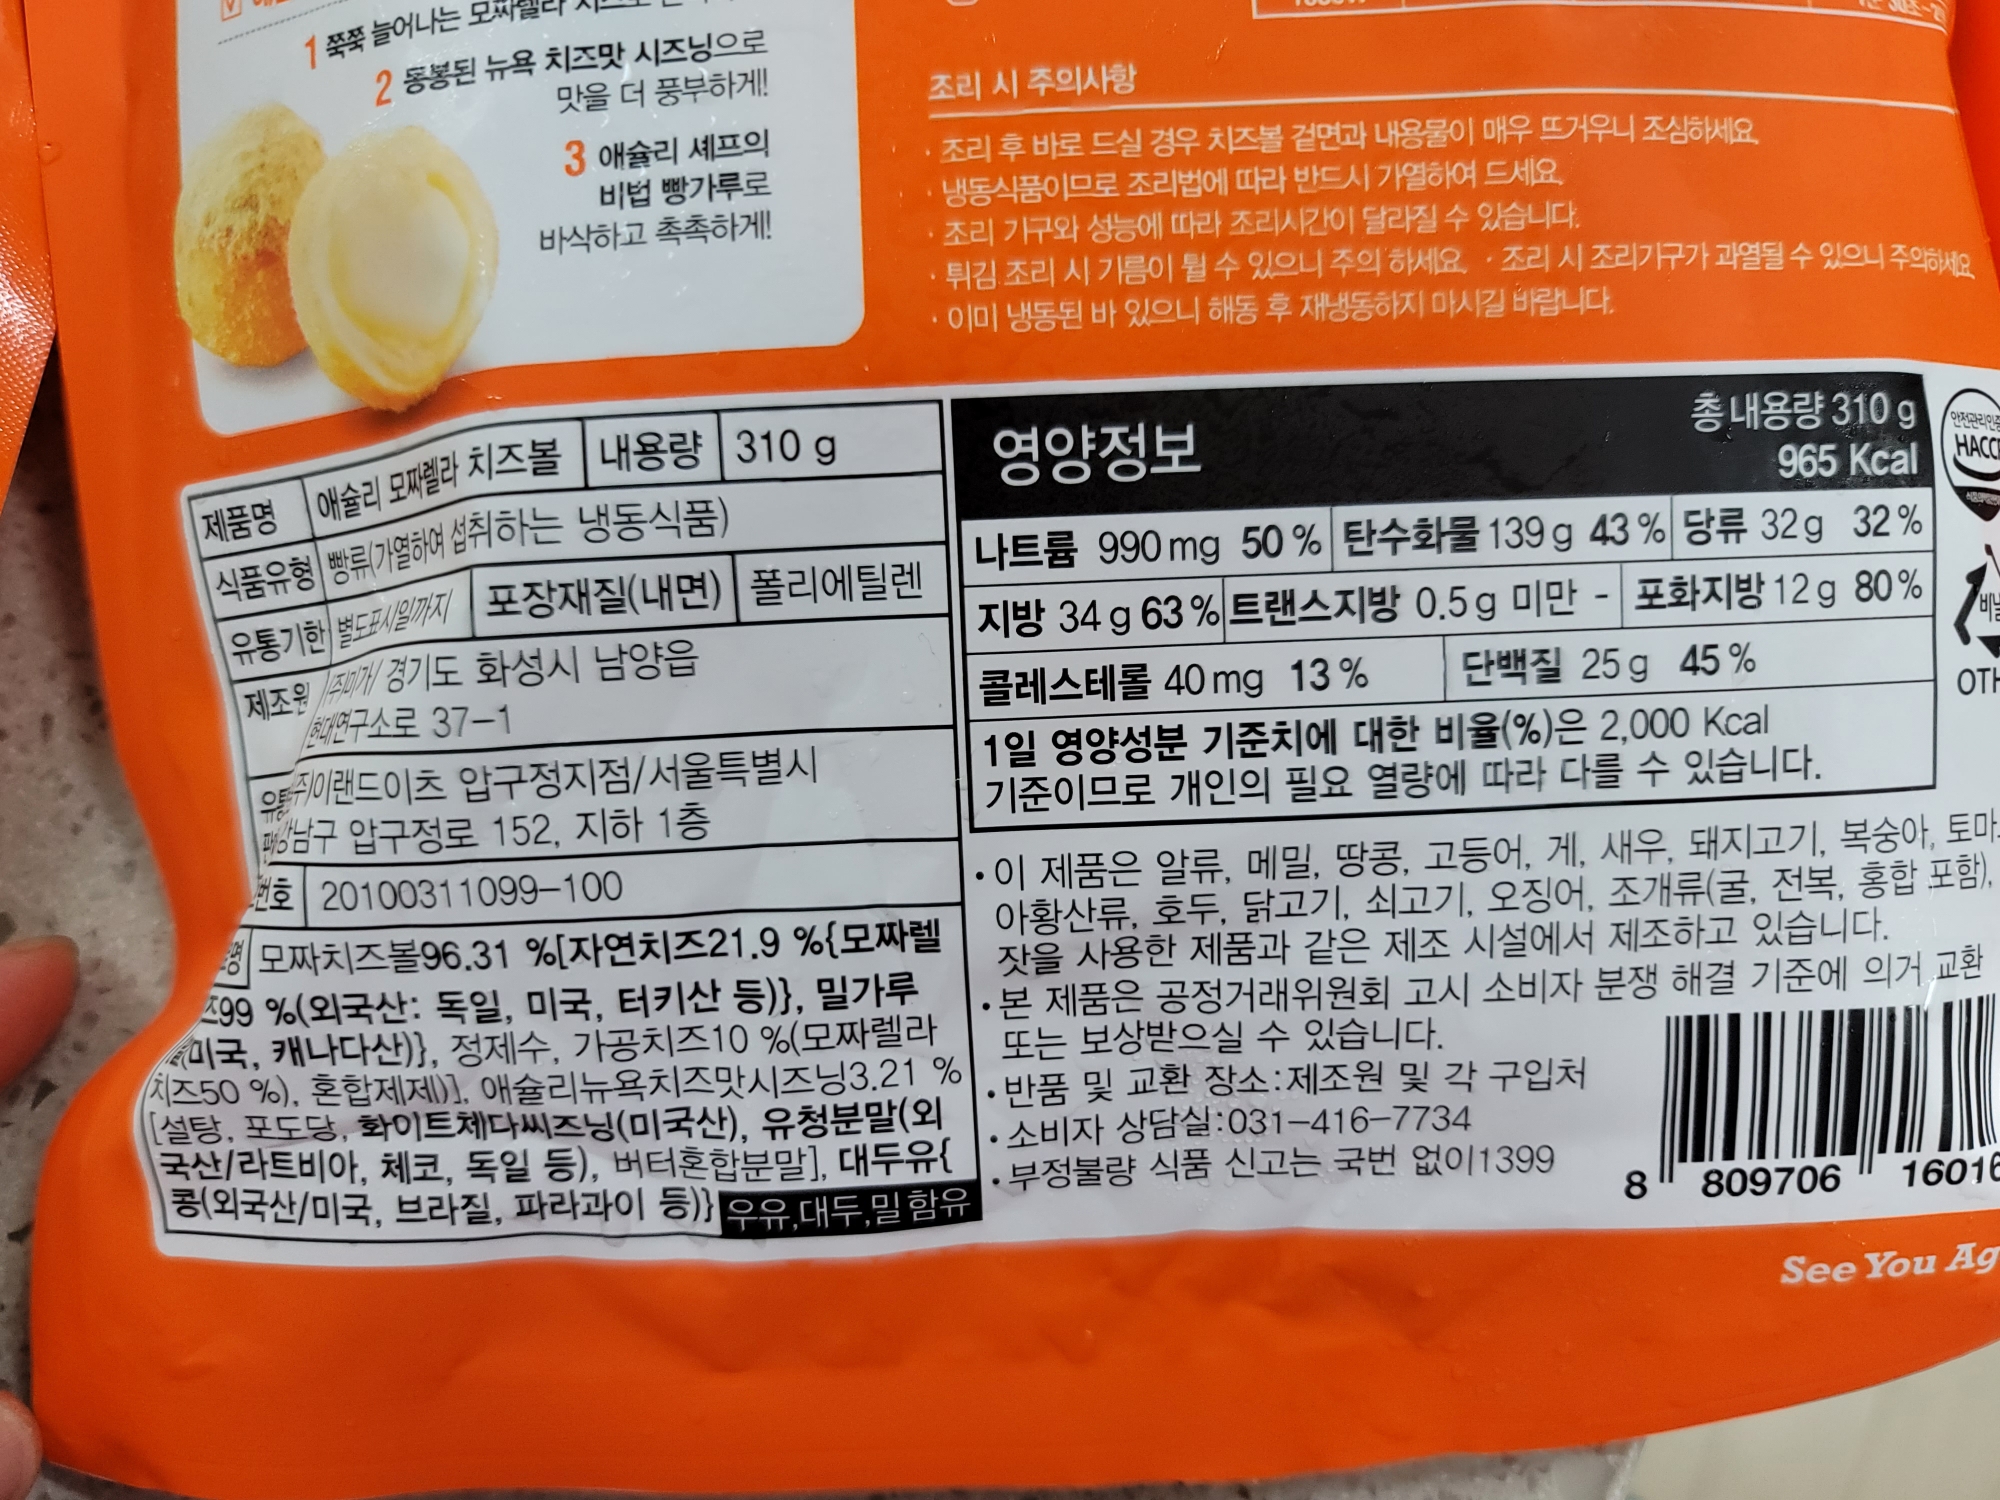 1 쭉쭉 늘어나는 모짜렐라
2 동봉된 뉴욕 치즈맛 시즈닝으로
맛을 더 풍부하게!
3 애슐리 셰프의
비법 빵가루로
바삭하고 촉촉하게!
조리 시 주의사항
· 조리 후 바로 드실 경우 치즈볼 겉면과 내용물이 매우 뜨거우니 조심하세요.
· 냉동식품이므로 조리법에 따라 반드시 가열하여 드세요.
· 조리 기구와 성능에 따라 조리시간이 달라질 수 있습니다.
· 튀김 조리 시 기름이 튈 수 있으니 주의 하세요. · 조리 시 조리기구가 과열될 수 있으니 주의하세요.
· 이미 냉동된 바 있으니 해동 후 재냉동하지 마시길 바랍니다.
제품명 애슐리 모짜렐라 치즈볼 내용량 310 g
식품유형 빵류(가열하여 섭취하는 냉동식품)
유통기한 별도표시일까지 포장재질(내면) 폴리에틸렌
제조원 (주)미가/ 경기도 화성시 남양읍
현대연구소로 37-1
(주)이랜드이츠 압구정지점/서울특별시
강남구 압구정로 152, 지하 1층
번호 20100311099-100
모짜치즈볼96.31 %[자연치즈21.9 %{모짜렐
즈99 %(외국산: 독일, 미국, 터키산 등)}, 밀가루
(미국, 캐나다산)}, 정제수, 가공치즈10 %(모짜렐라
치즈50 %), 혼합제제)], 애슐리뉴욕치즈맛시즈닝3.21 %
[설탕, 포도당, 화이트체다씨즈닝(미국산), 유청분말(외
국산/라트비아, 체코, 독일 등), 버터혼합분말], 대두유{
콩(외국산/미국, 브라질, 파라과이 등)} 우유,대두,밀 함유
영양정보
총 내용량 310 g
965 Kcal
나트륨 990 mg 50 % 탄수화물 139 g 43 % 당류 32 g 32 %
지방 34 g 63 % 트랜스지방 0.5 g 미만 - 포화지방 12 g 80 %
콜레스테롤 40 mg 13 % 단백질 25 g 45 %
1일 영양성분 기준치에 대한 비율(%)은 2,000 Kcal
기준이므로 개인의 필요 열량에 따라 다를 수 있습니다.
· 이 제품은 알류, 메밀, 땅콩, 고등어, 게, 새우, 돼지고기, 복숭아, 토마
아황산류, 호두, 닭고기, 쇠고기, 오징어, 조개류(굴, 전복, 홍합 포함),
잣을 사용한 제품과 같은 제조 시설에서 제조하고 있습니다.
· 본 제품은 공정거래위원회 고시 소비자 분쟁 해결 기준에 의거 교환
또는 보상받으실 수 있습니다.
· 반품 및 교환 장소:제조원 및 각 구입처
· 소비자 상담실:031-416-7734
· 부정불량 식품 신고는 국번 없이1399
안전관리인증
HACC
비닐
OTH
8 809706 16016
See You Ag